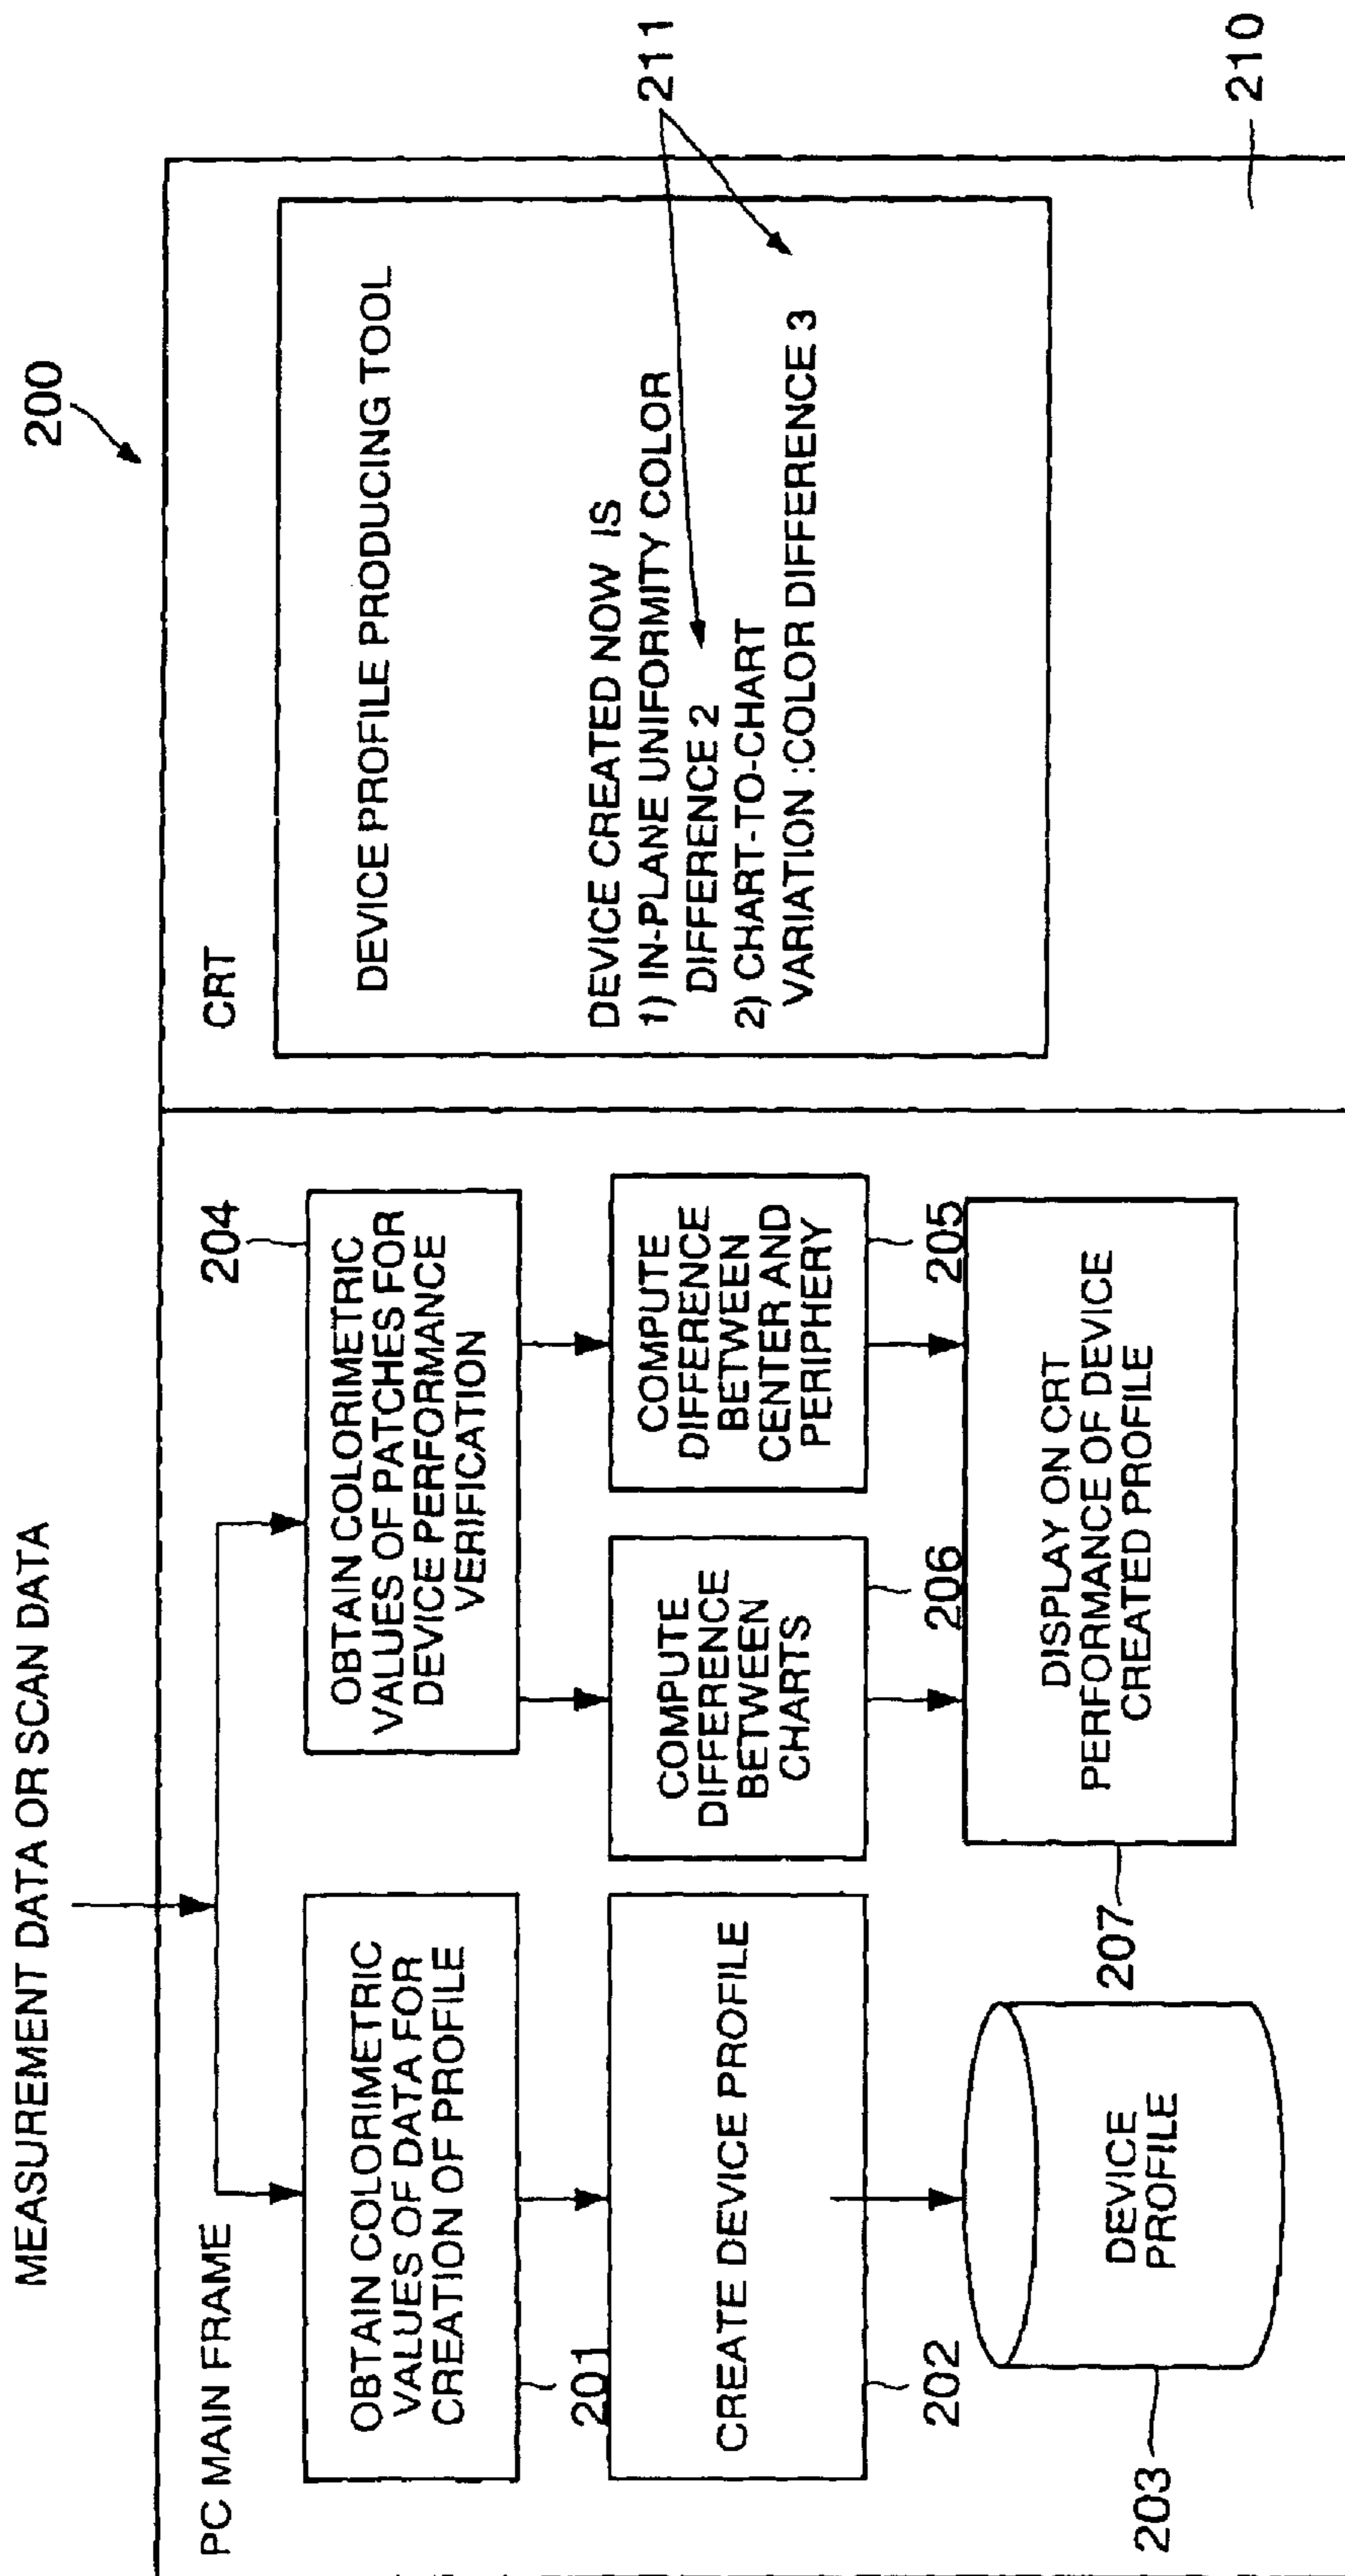 MEASUREMENT DATA OR SCAN DATA
200
PC MAIN FRAME
OBTAIN COLORIMETRIC
VALUES OF DATA FOR
CREATION OF PROFILE
201
CREATE DEVICE PROFILE
202
DEVICE
PROFILE
203
204
OBTAIN COLORIMETRIC
VALUES OF PATCHES FOR
DEVICE PERFORMANCE
VERIFICATION
COMPUTE
DIFFERENCE
BETWEEN
CHARTS
206
COMPUTE
DIFFERENCE
BETWEEN
CENTER AND
PERIPHERY
205
DISPLAY ON CRT
PERFORMANCE OF DEVICE
CREATED PROFILE
207
CRT
DEVICE PROFILE PRODUCING TOOL
DEVICE CREATED NOW IS
1) IN-PLANE UNIFORMITY COLOR
DIFFERENCE 2
2) CHART-TO-CHART
VARIATION :COLOR DIFFERENCE 3
211
210